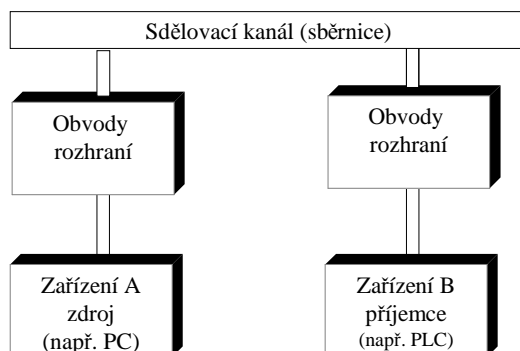 Sdělovací kanál (sběrnice)
Obvody
rozhraní
Obvody
rozhraní
Zařízení A
zdroj
(např. PC)
Zařízení B
příjemce
(např. PLC)